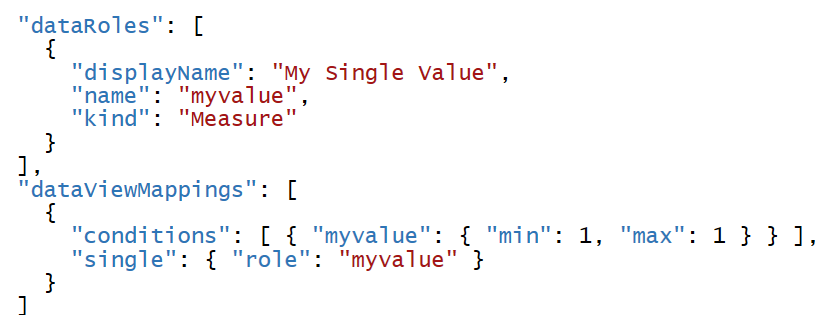 "dataRoles": [
  {
    "displayName": "My Single Value",
    "name": "myvalue",
    "kind": "Measure"
  }
],
"dataViewMappings": [
  {
    "conditions": [ { "myvalue": { "min": 1, "max": 1 } } ],
    "single": { "role": "myvalue" }
  }
]